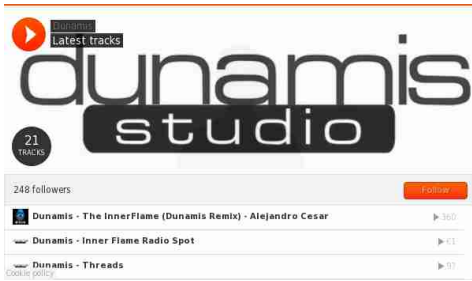 Dunamis
Latest tracks
dunamis
studio
21
TRACKS
248 followers
Follow
Dunamis - The InnerFlame (Dunamis Remix) - Alejandro Cesar
360
Dunamis - Inner Flame Radio Spot
Dunamis - Threads
Cookie policy